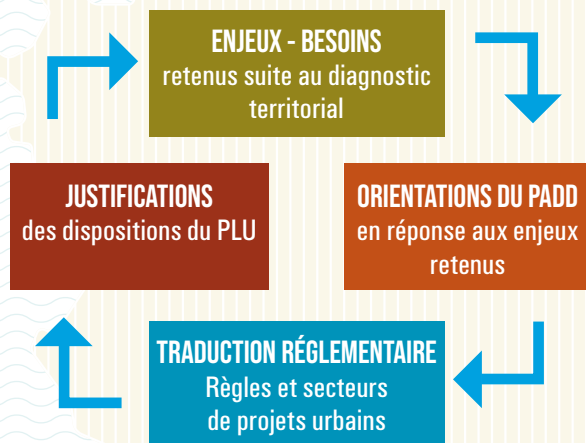 ENJEUX - BESOINS
retenus suite au diagnostic
territorial
ORIENTATIONS DU PADD
en réponse aux enjeux
retenus
TRADUCTION RÉGLEMENTAIRE
Règles et secteurs
de projets urbains
JUSTIFICATIONS
des dispositions du PLU